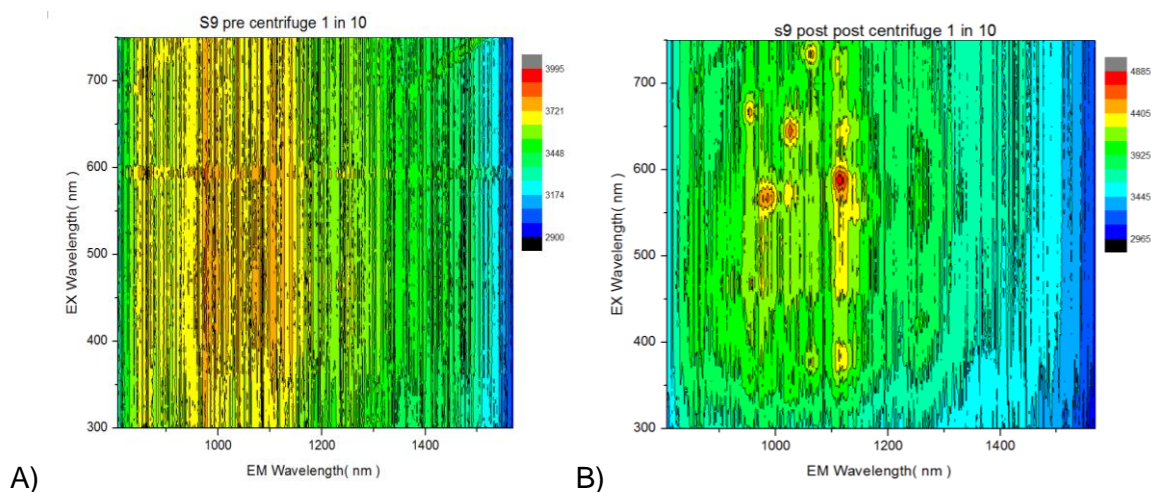 S9 pre centrifuge 1 in 10
700
600
500
400
300
EX Wavelength( nm )
1000 1200 1400
EM Wavelength( nm )
3995
3721
3448
3174
2900
A)
s9 post post centrifuge 1 in 10
700
600
500
400
300
EX Wavelength( nm )
1000 1200 1400
EM Wavelength( nm )
4885
4405
3925
3445
2965
B)